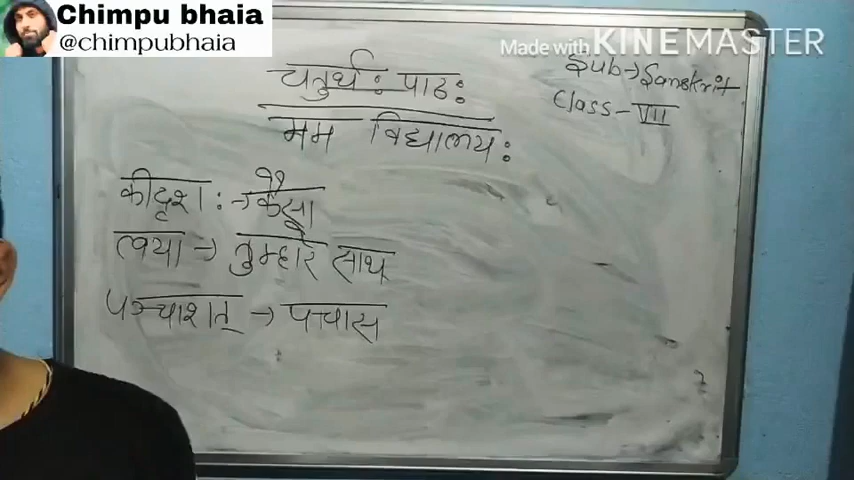 Chimpu bhaia
@chimpubhaia
Made with KINEMASTER
Sub→Sanskrit
Class-VII
चतुर्थः पाठः
मम विद्यालयः
कीदृशः→कैसा
त्वया→तुम्हारे साथ
पञ्चाशत्→पचास